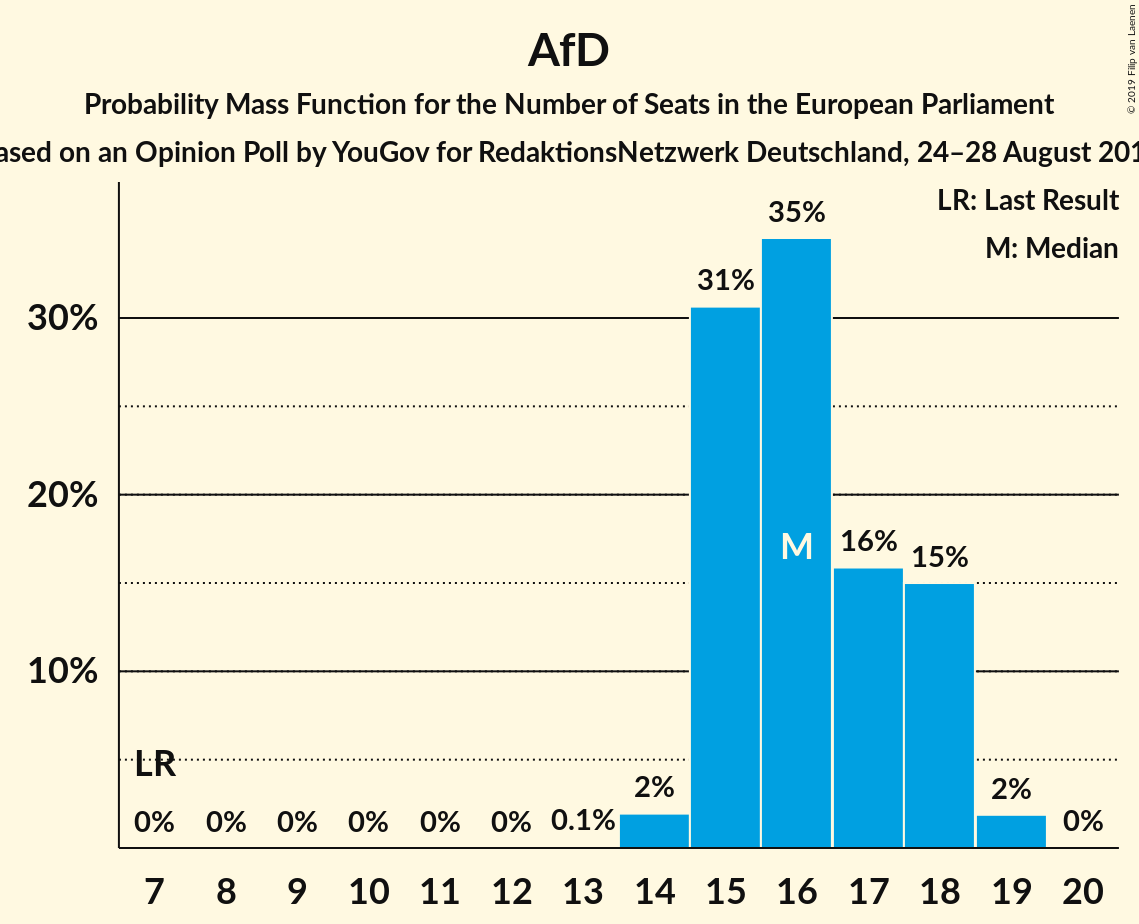 AfD
Probability Mass Function for the Number of Seats in the European Parliament
ased on an Opinion Poll by YouGov for RedaktionsNetzwerk Deutschland, 24–28 August 201
© 2019 Filip van Laenen
LR: Last Result
M: Median
35%
31%
30%
20%
16%
15%
M
10%
LR
2%
2%
0% 0% 0% 0% 0% 0% 0.1% 0%
7 8 9 10 11 12 13 14 15 16 17 18 19 20